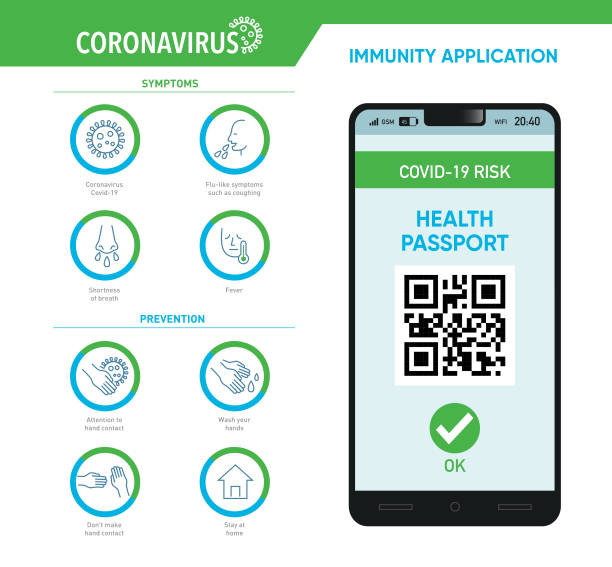 CORONAVIRUS
SYMPTOMS
Coronavirus
Covid-19
Flu-like symptoms
such as coughing
Shortness
of breath
Fever
PREVENTION
Attention to
hand contact
Wash your
hands
Don't make
hand contact
Stay at
home
IMMUNITY APPLICATION
GSM 45 WIFI 20:40
COVID-19 RISK
HEALTH
PASSPORT
OK